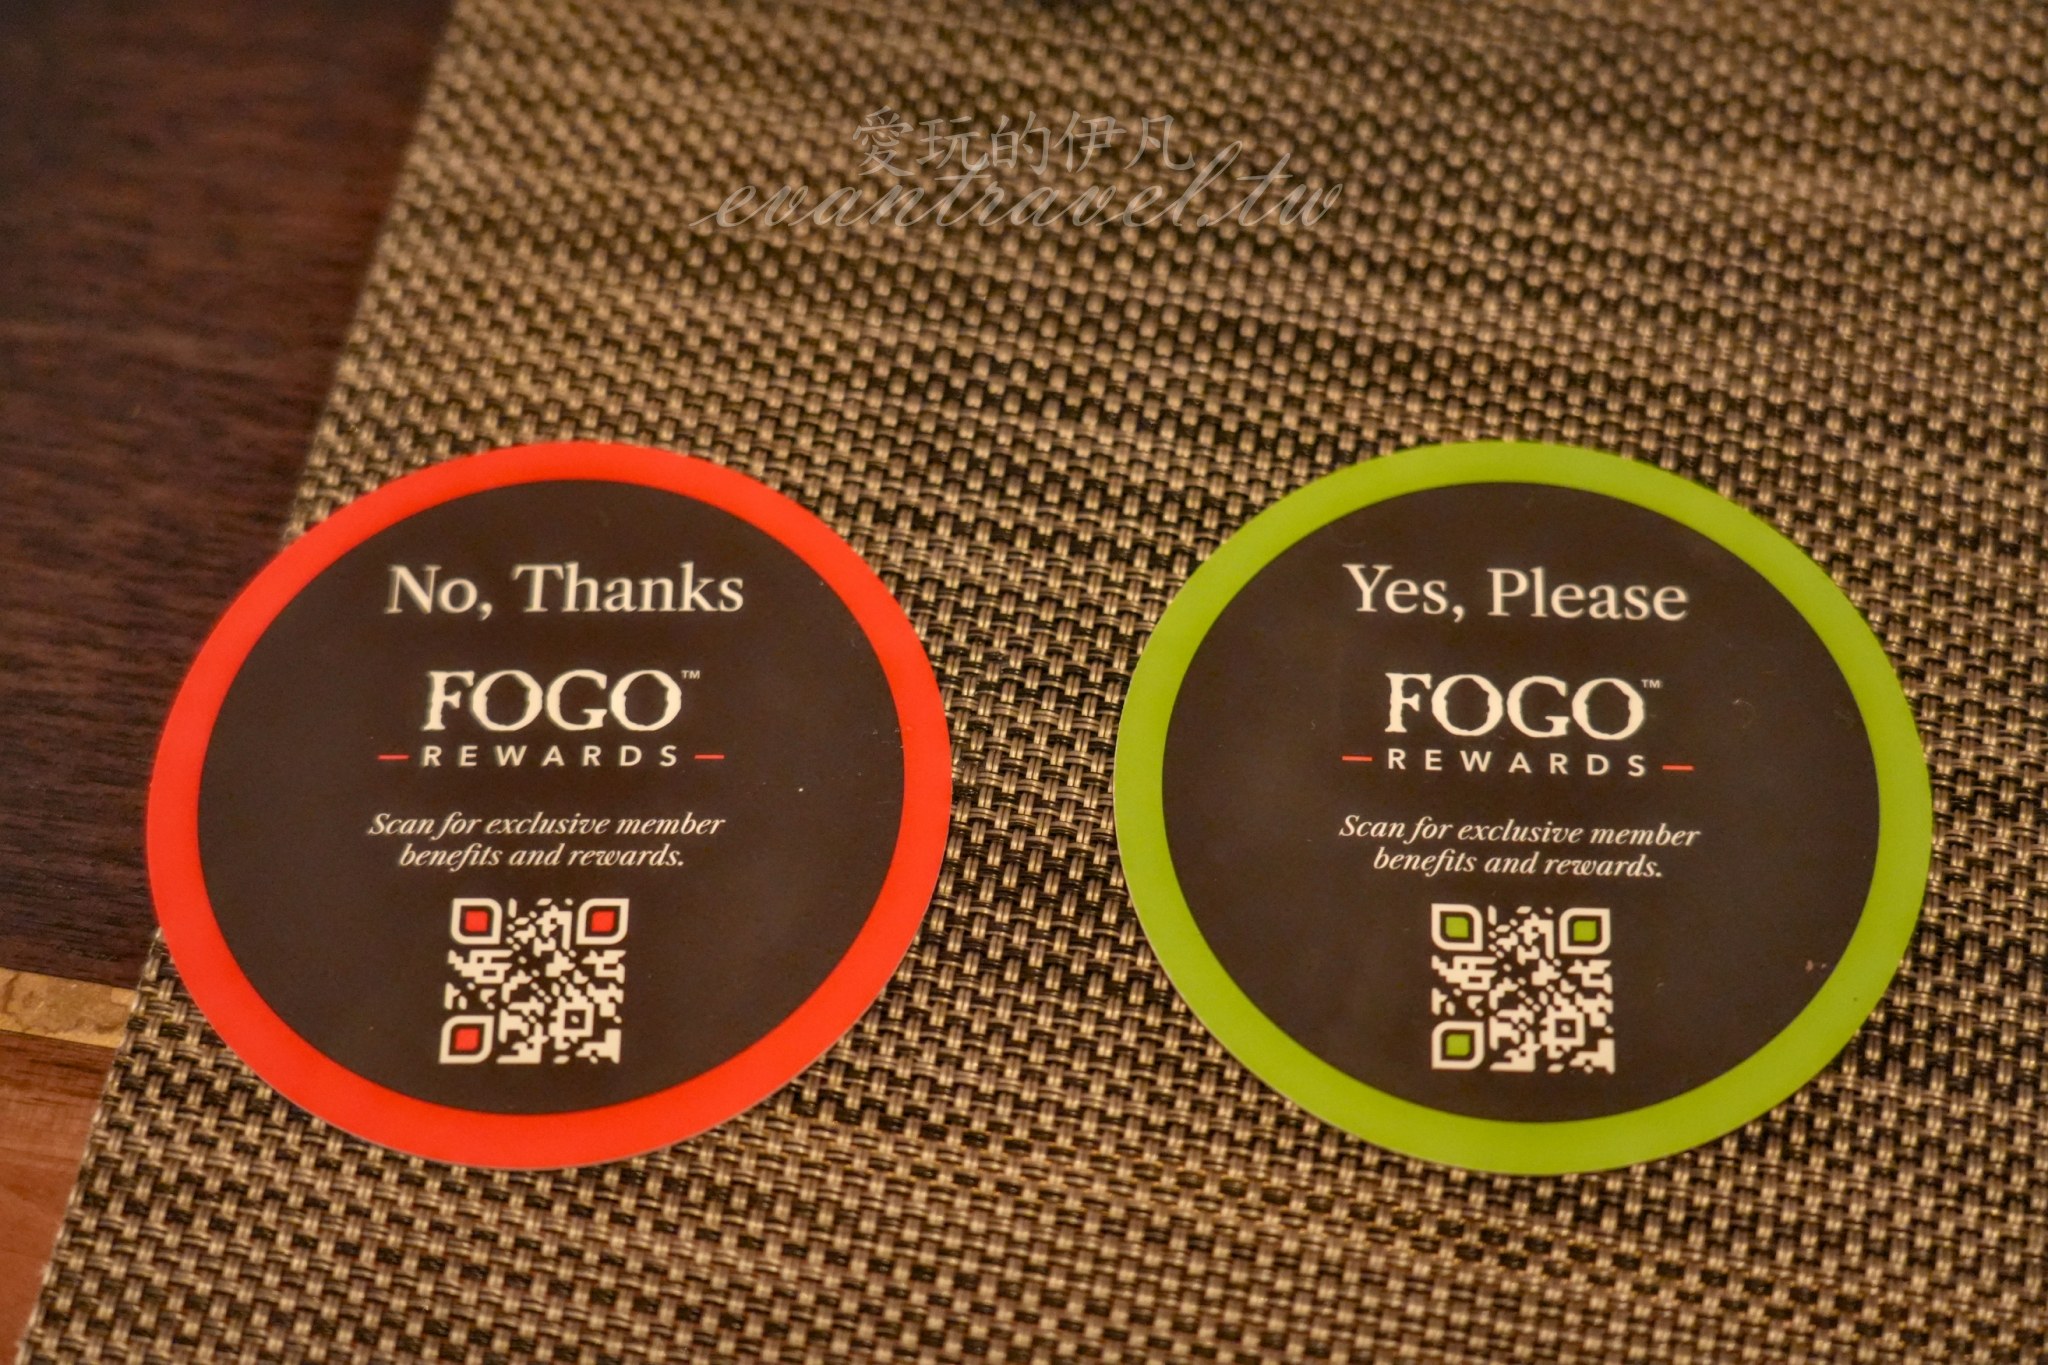 愛玩的伊凡
evantravel.tw
No, Thanks
FOGO™
REWARDS
Scan for exclusive member
benefits and rewards.
Yes, Please
FOGO™
REWARDS
Scan for exclusive member
benefits and rewards.